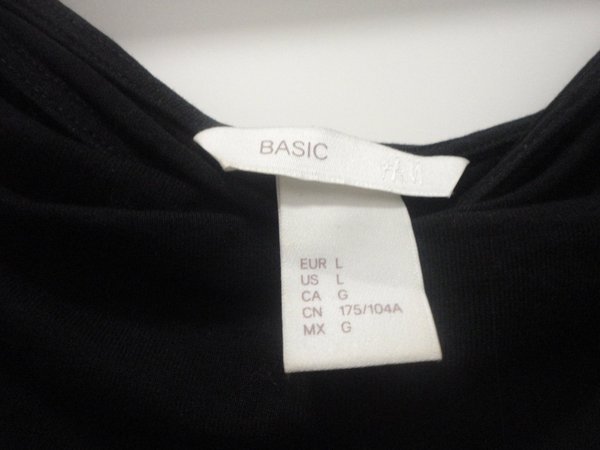 BASIC
EUR L
US L
CA G
CN 175/104A
MX G